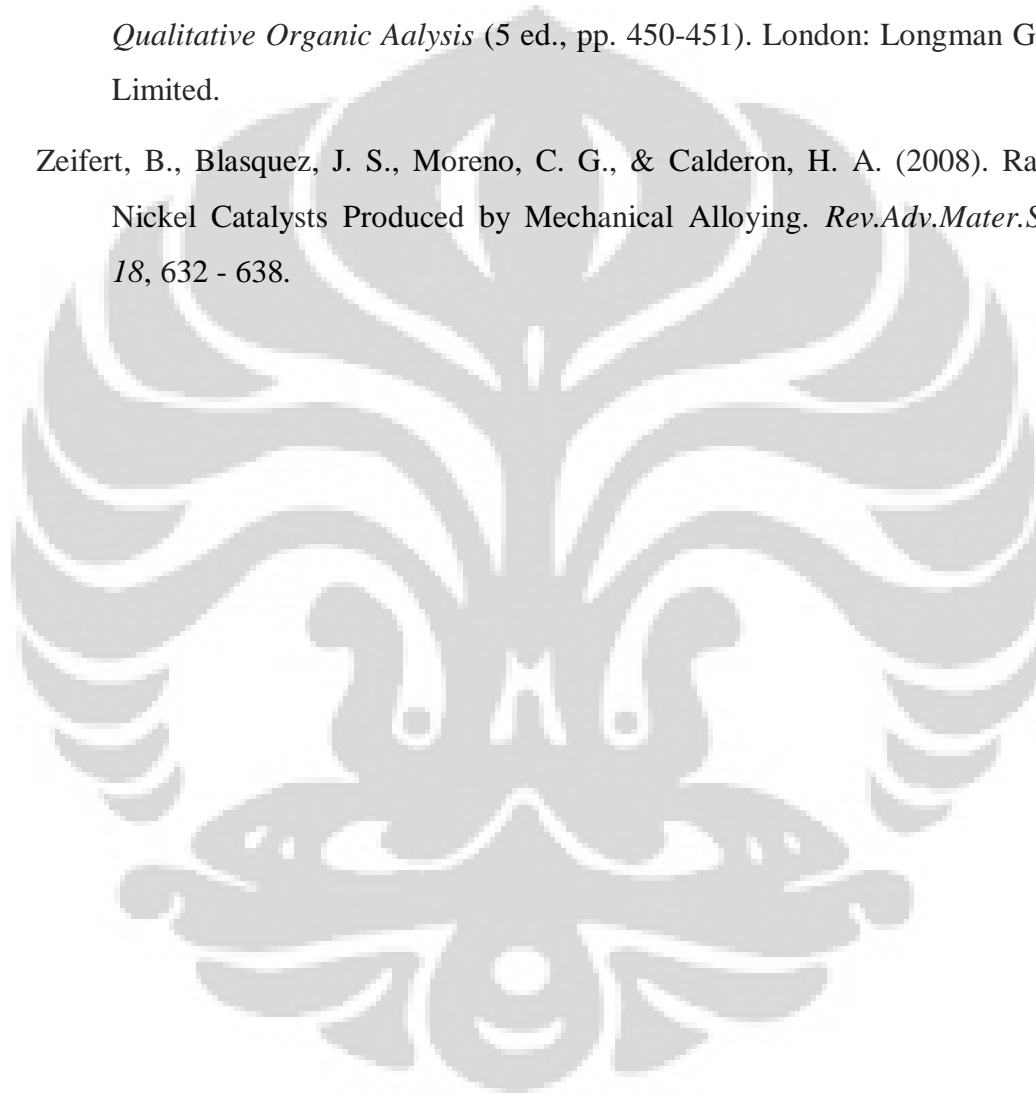 Qualitative Organic Aalysis (5 ed., pp. 450-451). London: Longman G
Limited.
Zeifert, B., Blasquez, J. S., Moreno, C. G., & Calderon, H. A. (2008). Ra
Nickel Catalysts Produced by Mechanical Alloying. Rev.Adv.Mater.S
18, 632 - 638.